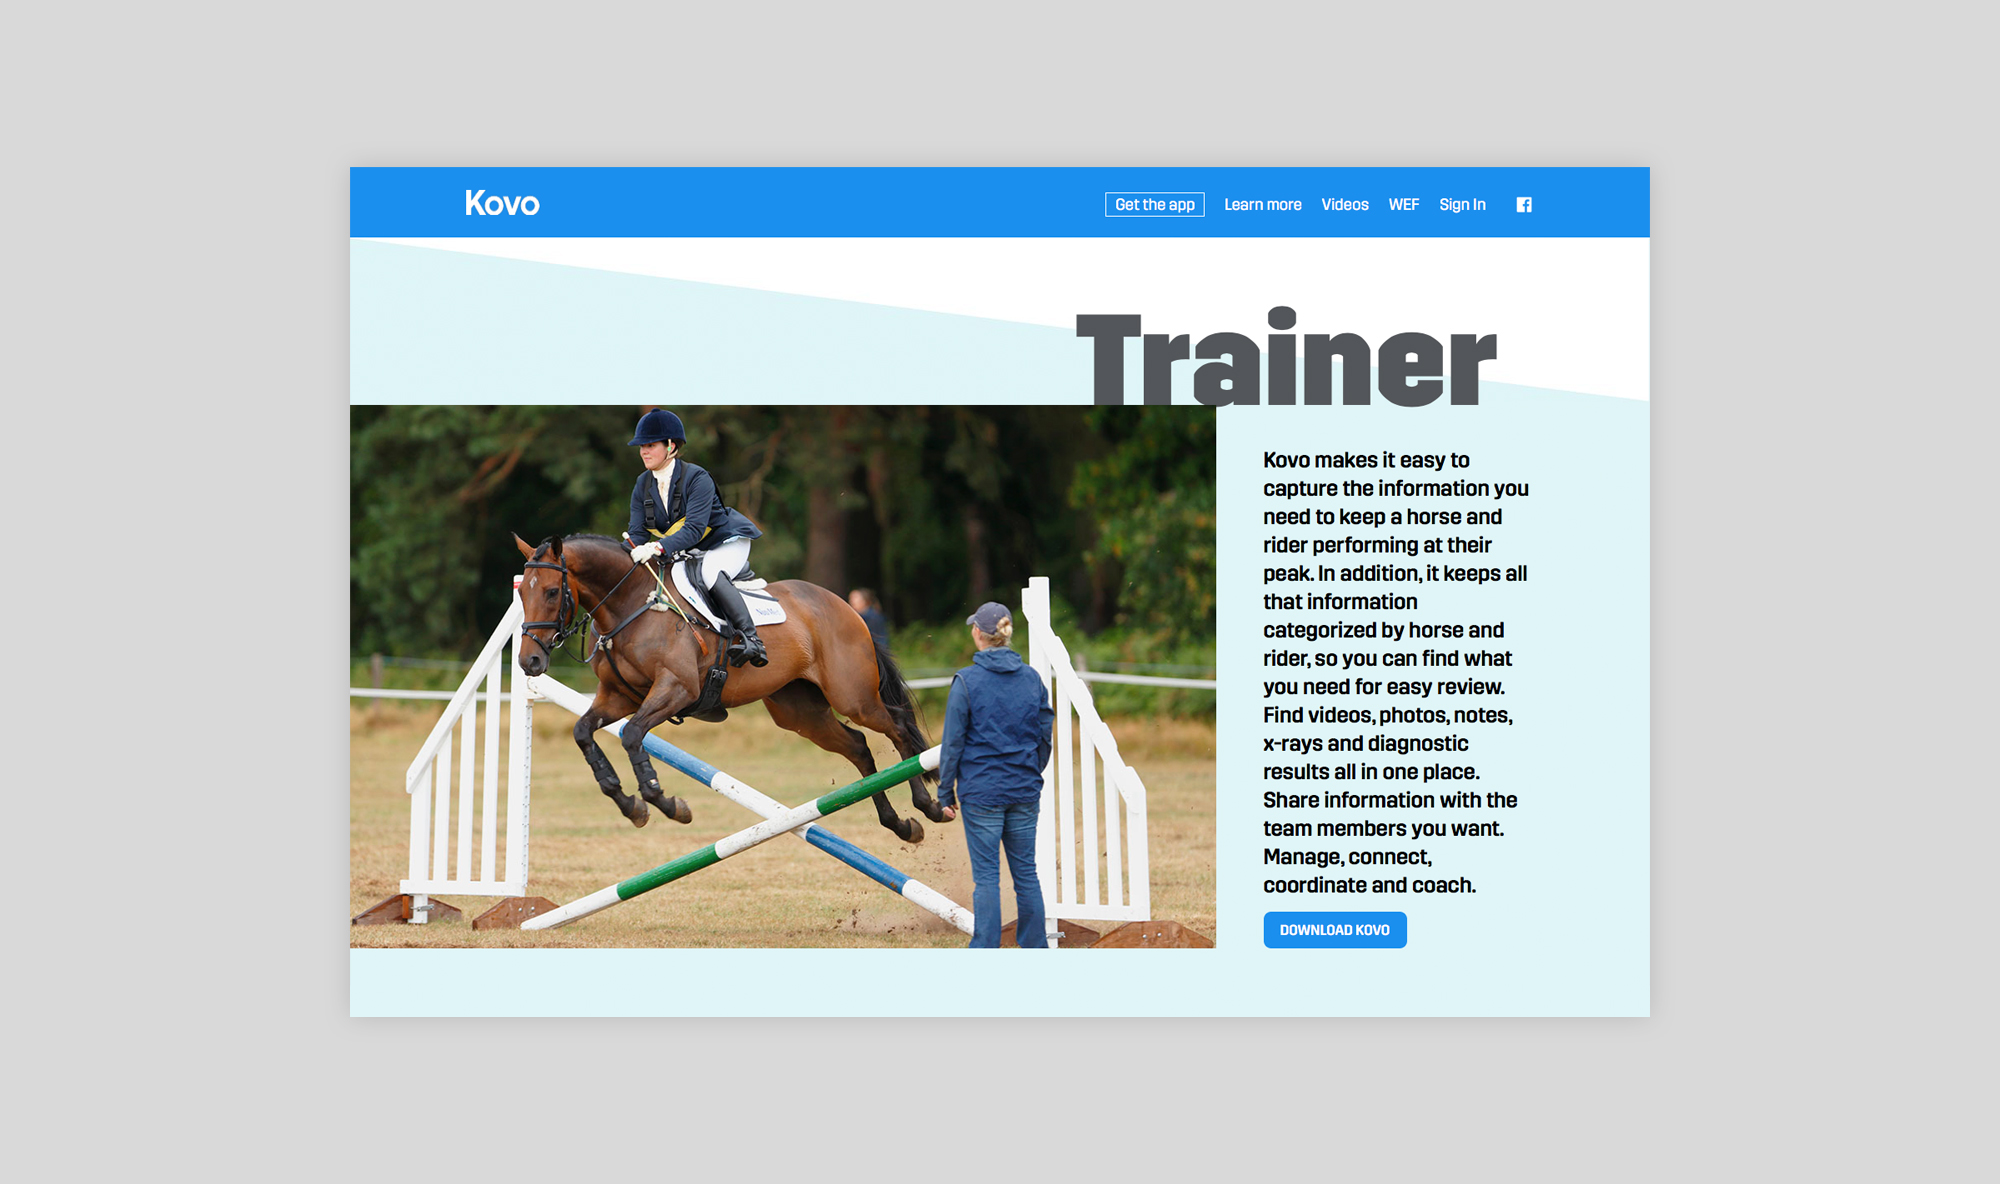 Kovo
Get the app
Learn more
Videos
WEF
Sign In
Trainer
Kovo makes it easy to
capture the information you
need to keep a horse and
rider performing at their
peak. In addition, it keeps all
that information
categorized by horse and
rider, so you can find what
you need for easy review.
Find videos, photos, notes,
x-rays and diagnostic
results all in one place.
Share information with the
team members you want.
Manage, connect,
coordinate and coach.
DOWNLOAD KOVO